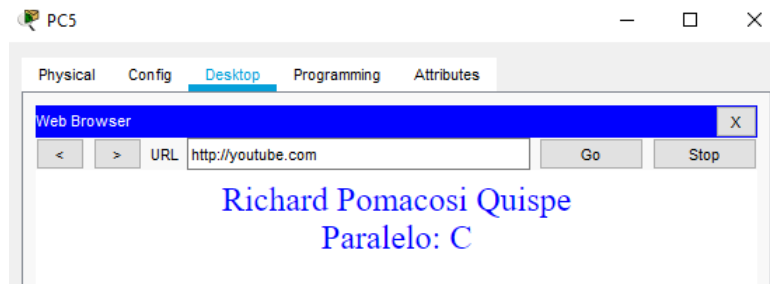 PC5
Physical Config Desktop Programming Attributes
Web Browser X
< > URL http://youtube.com Go Stop
Richard Pomacosi Quispe
Paralelo: C